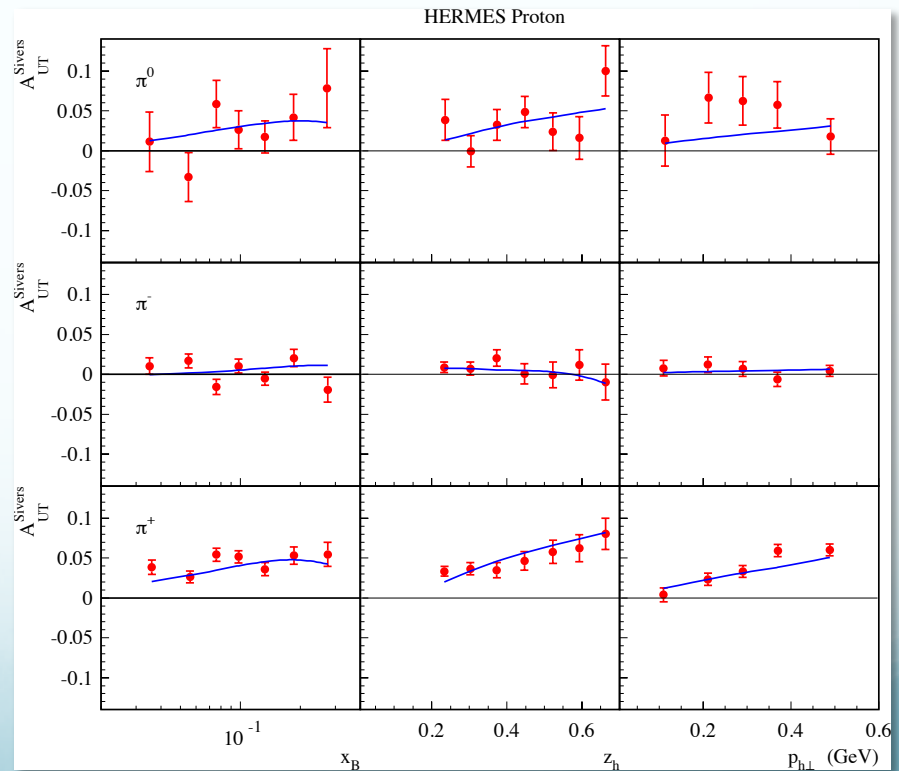 HERMES Proton
A_UT^Sivers
π⁰
0.1
0.05
0
-0.05
-0.1
A_UT^Sivers
π⁻
0.1
0.05
0
-0.05
-0.1
A_UT^Sivers
π⁺
0.1
0.05
0
-0.05
-0.1
10⁻¹ 0.2 0.4 0.6 0.2 0.4 0.6
x_B z_h p_h⊥ (GeV)